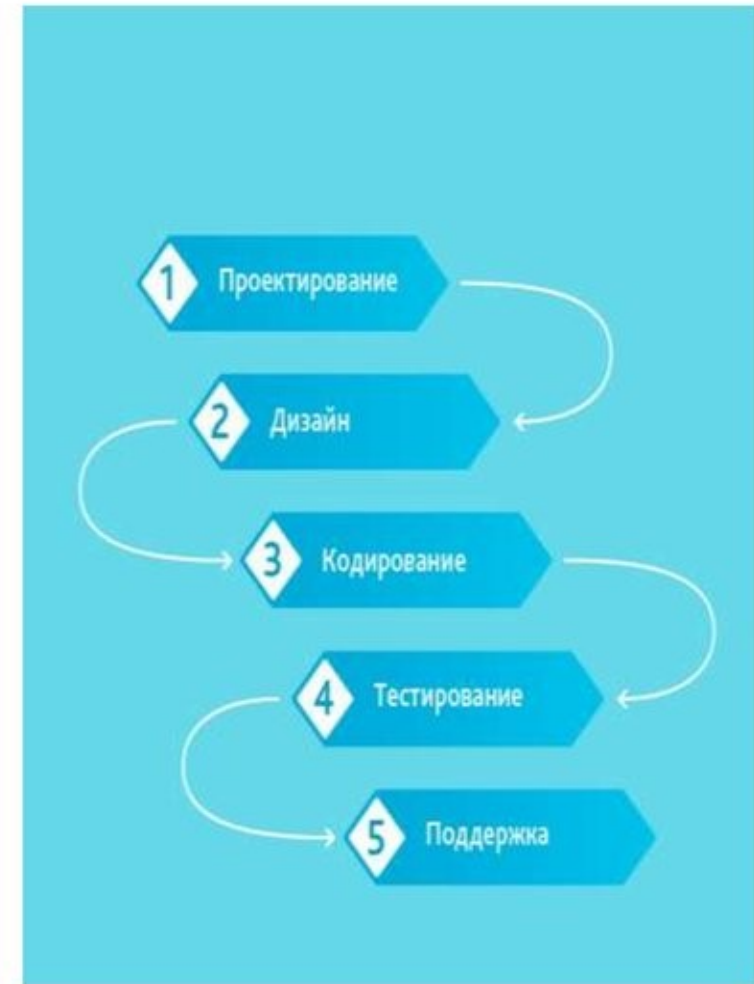 1 Проектирование
2 Дизайн
3 Кодирование
4 Тестирование
5 Поддержка